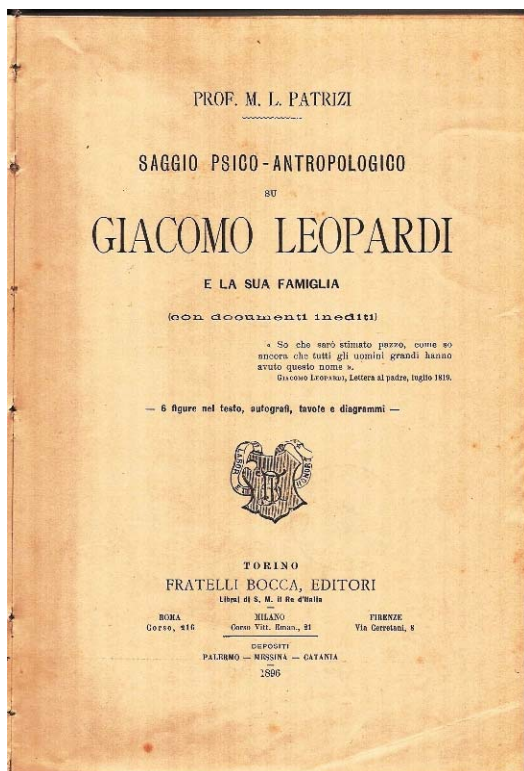 PROF. M. L. PATRIZI
SAGGIO PSICO-ANTROPOLOGICO
SU
GIACOMO LEOPARDI
E LA SUA FAMIGLIA
(con documenti inediti)
« So che sarò stimato pazzo, come so
ancora che tutti gli uomini grandi hanno
avuto questo nome ».
GIACOMO LEOPARDI, Lettera al padre, luglio 1819.
— 6 figure nel testo, autografi, tavole e diagrammi —
LABOR
TORINO
FRATELLI BOCCA, EDITORI
Librai di S. M. il Re d'Italia
ROMA MILANO FIRENZE
Corso, 216 Corso Vitt. Eman., 21 Via Cerretani, 8
DEPOSITI
PALERMO — MESSINA — CATANIA
1896